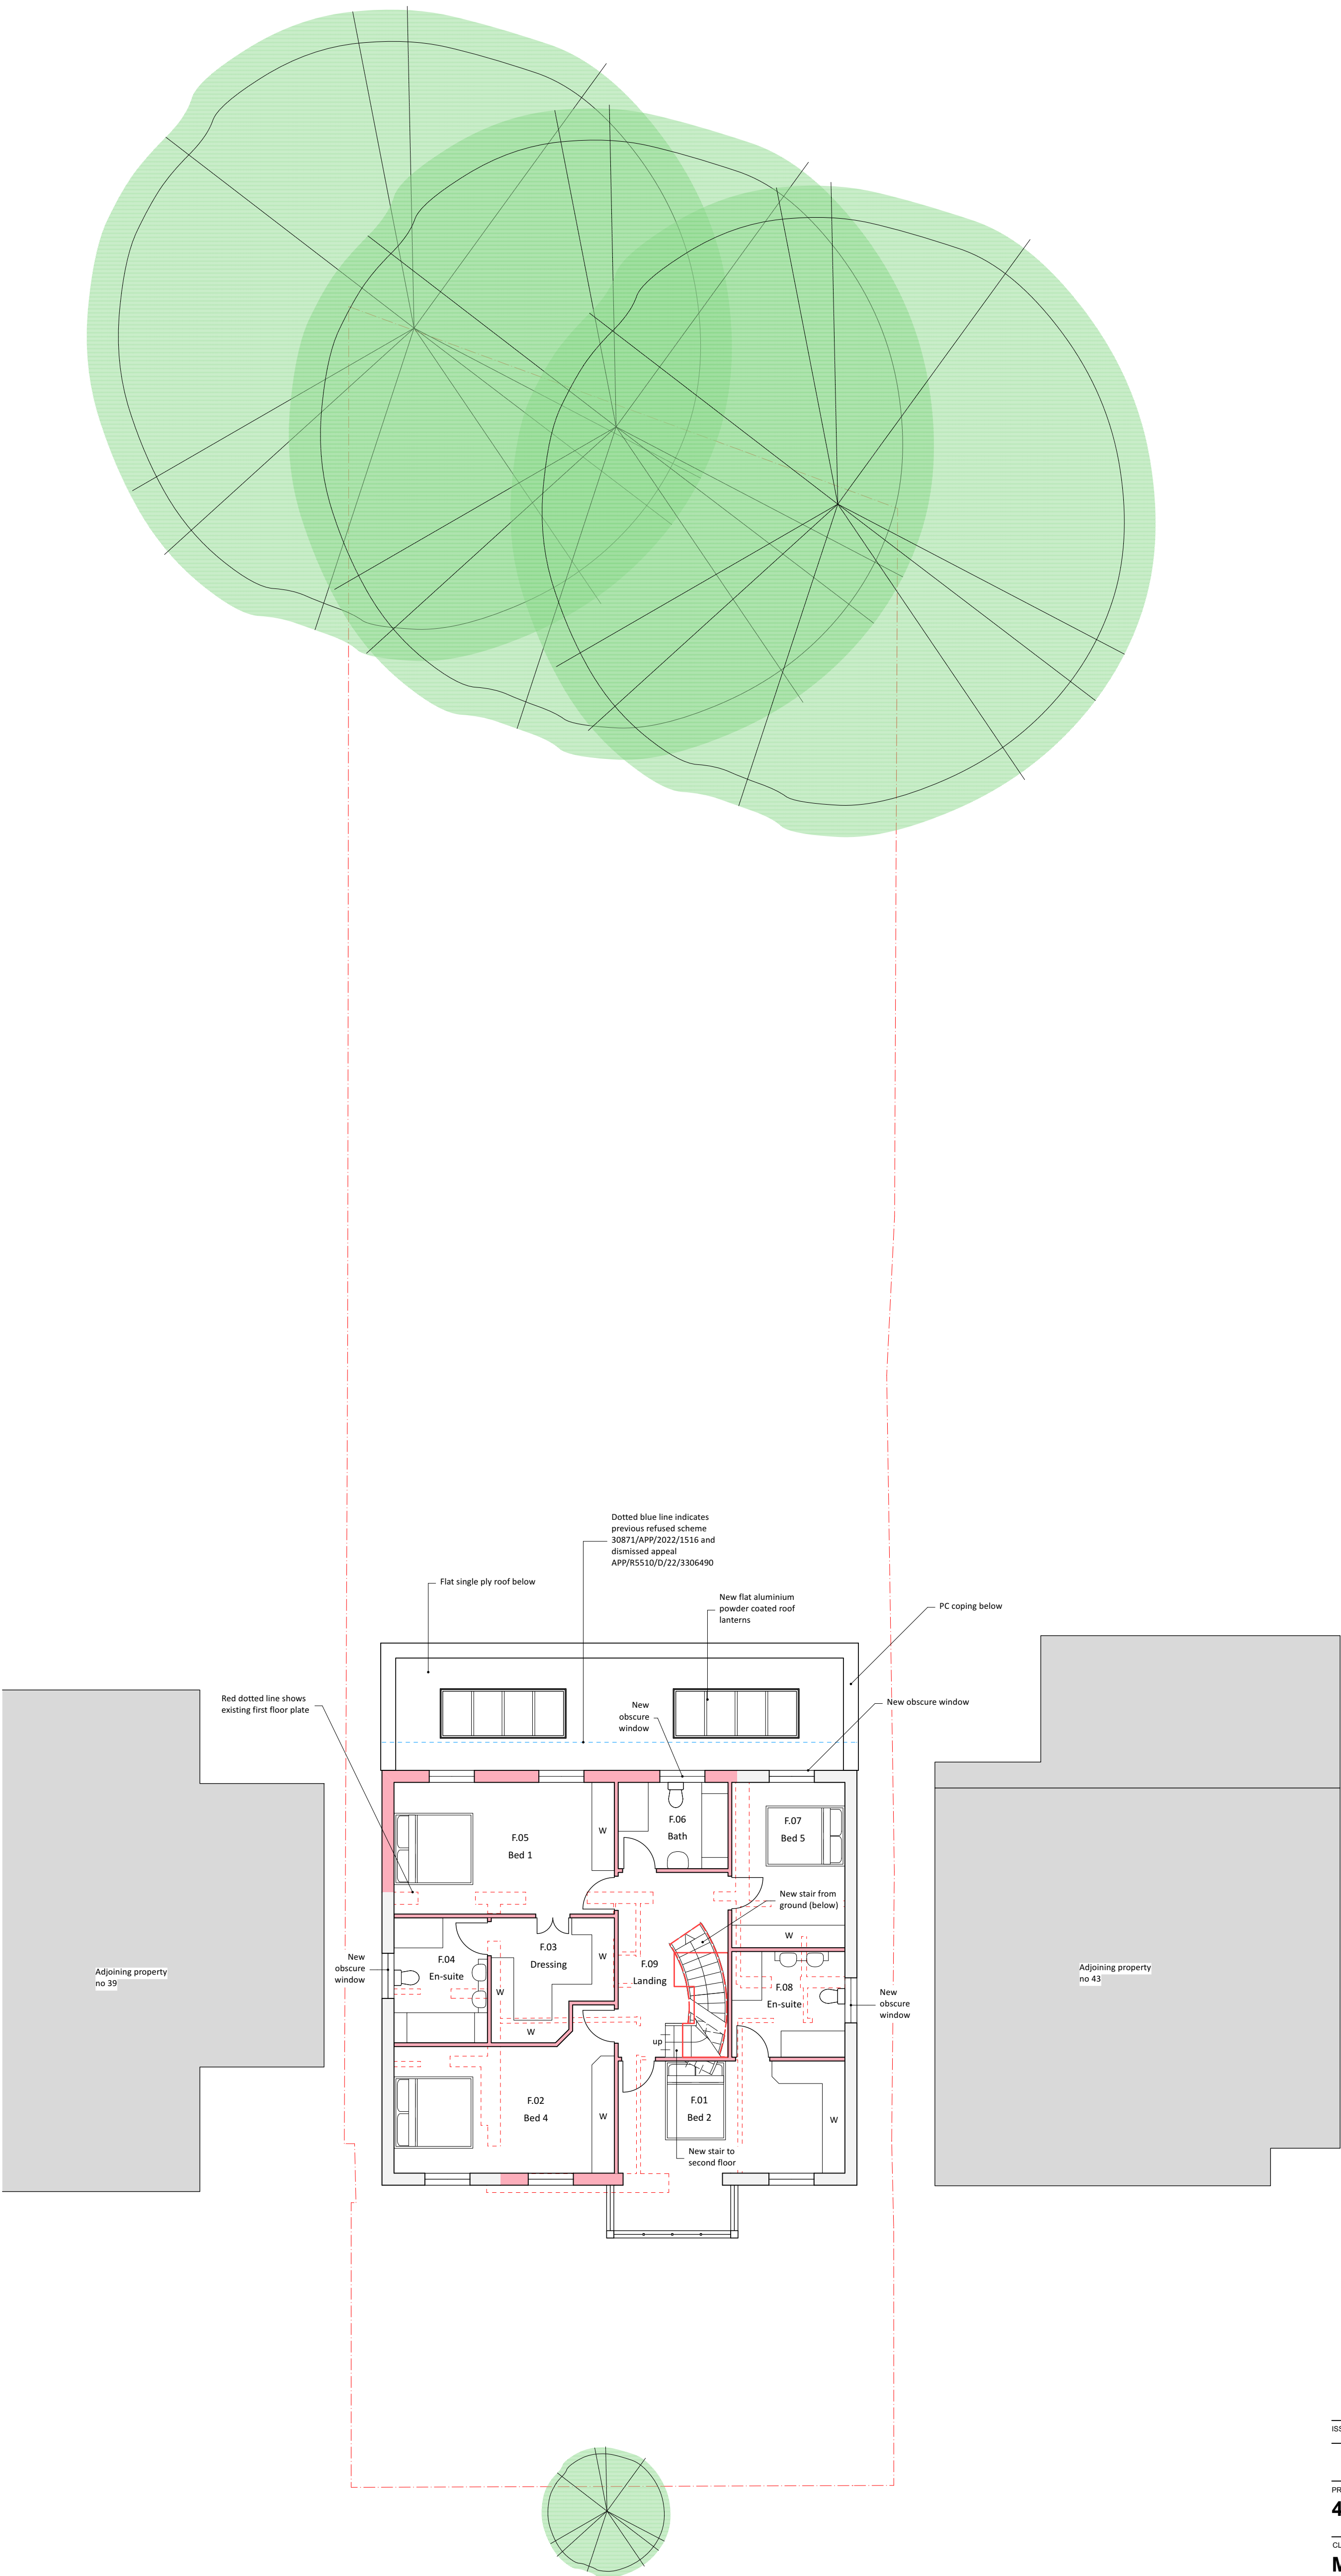 Dotted blue line indicates
previous refused scheme
30871/APP/2022/1516 and
dismissed appeal
APP/R5510/D/22/3306490
Flat single ply roof below
New flat aluminium
powder coated roof
lanterns
PC coping below
Red dotted line shows
existing first floor plate
New
obscure
window
New obscure window
F.05
Bed 1
W
F.06
Bath
F.07
Bed 5
New stair from
ground (below)
W
New
obscure
window
F.04
En-suite
F.03
Dressing
W
W
W
F.09
Landing
up
F.08
En-suite
New
obscure
window
Adjoining property
no 39
Adjoining property
no 43
F.02
Bed 4
W
F.01
Bed 2
W
New stair to
second floor
ISS
PR
4
CL
M